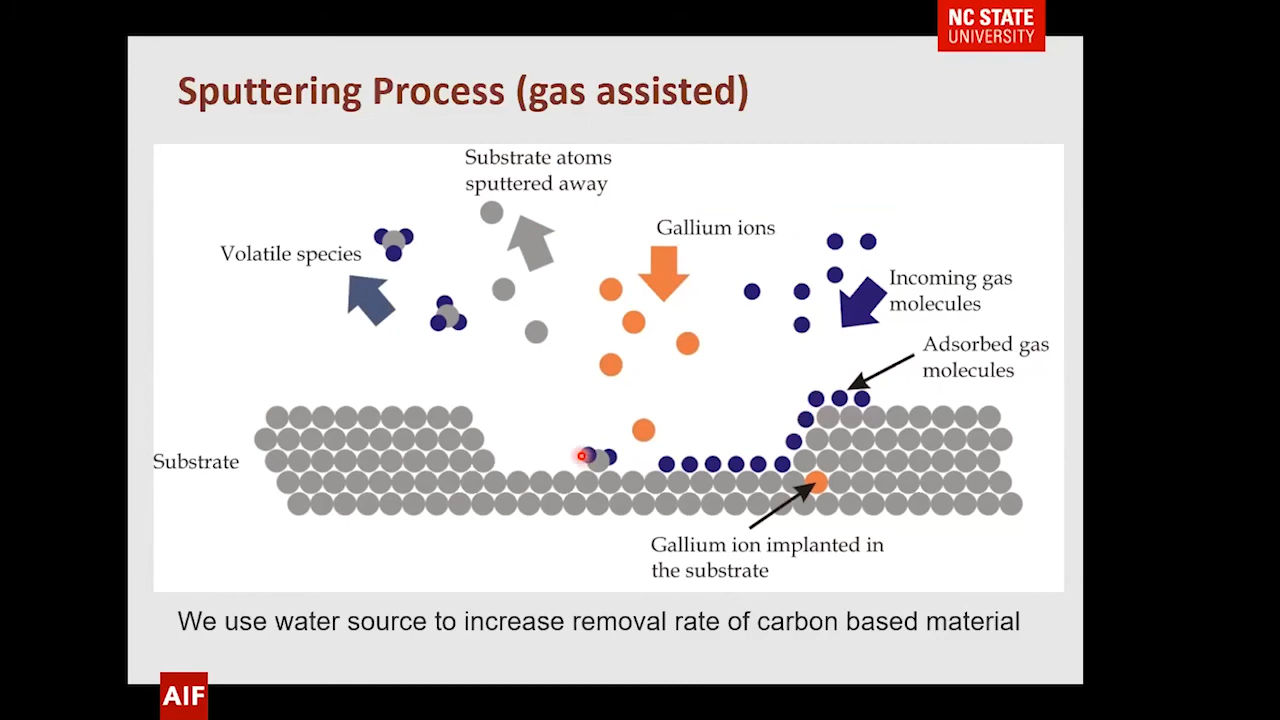 NC STATE
UNIVERSITY
Sputtering Process (gas assisted)
Substrate atoms
sputtered away
Gallium ions
Volatile species
Incoming gas
molecules
Adsorbed gas
molecules
Substrate
Gallium ion implanted in
the substrate
We use water source to increase removal rate of carbon based material
AIF